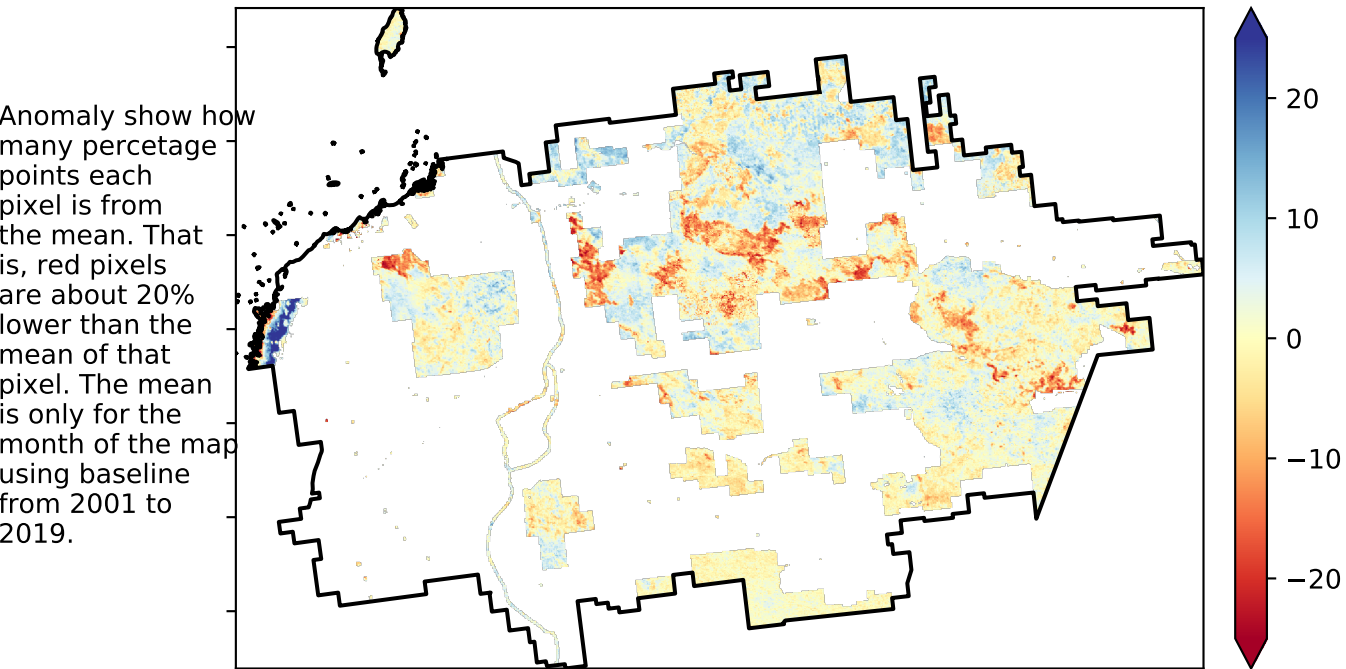 Anomaly show how
many percetage
points each
pixel is from
the mean. That
is, red pixels
are about 20%
lower than the
mean of that
pixel. The mean
is only for the
month of the map
using baseline
from 2001 to
2019.
20
10
0
−10
−20